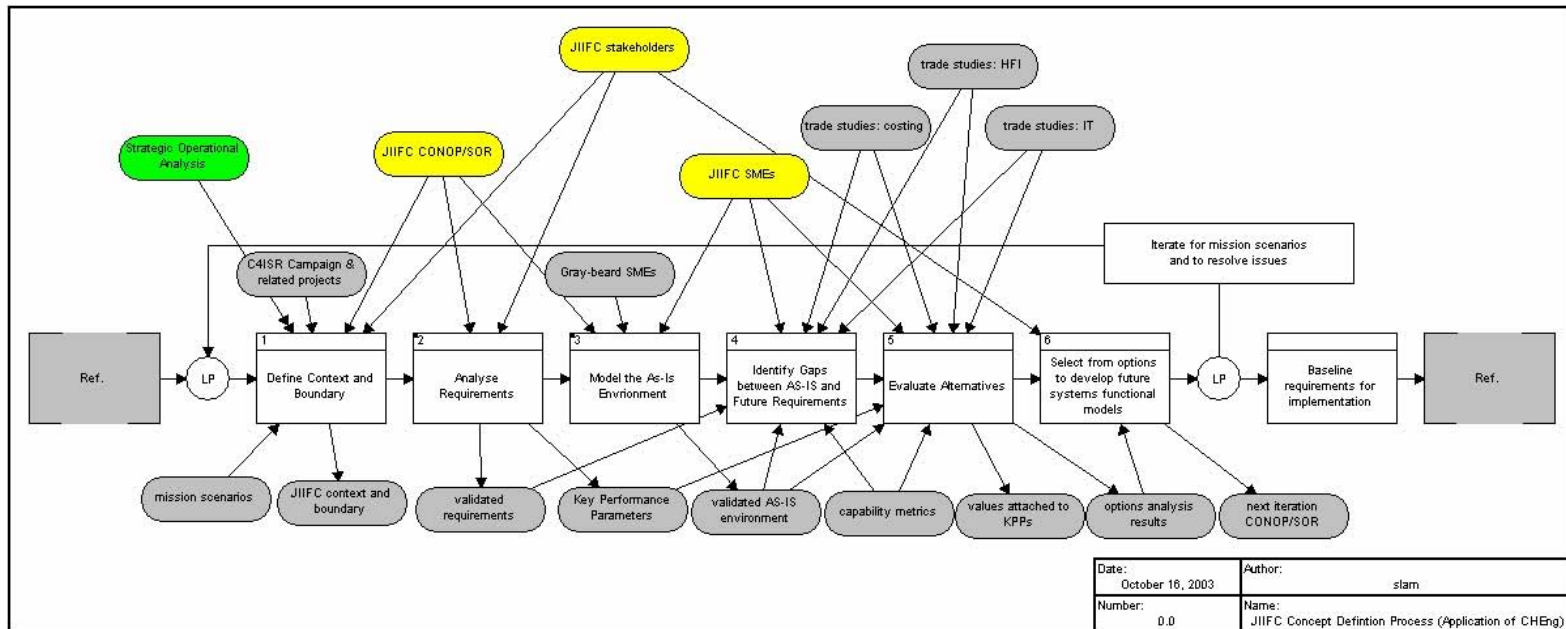 JIIFC stakeholders
trade studies: HFI
trade studies: costing
trade studies: IT
Strategic Operational
Analysis
JIIFC CONOP/SOR
JIIFC SMEs
Iterate for mission scenarios
and to resolve issues
C4ISR Campaign &
related projects
Gray-beard SMEs
Ref.
LP
1
Define Context and
Boundary
2
Analyse
Requirements
3
Model the As-Is
Envrionment
4
Identify Gaps
between AS-IS and
Future Requirements
5
Evaluate Alternatives
6
Select from options
to develop future
systems functional
models
LP
Baseline
requirements for
implementation
Ref.
mission scenarios
JIIFC context and
boundary
validated
requirements
Key Performance
Parameters
validated AS-IS
environment
capability metrics
values attached to
KPPs
options analysis
results
next iteration
CONOP/SOR
Date:
October 16, 2003
Author:
slam
Number:
0.0
Name:
JIIFC Concept Defintion Process (Application of CHEng)